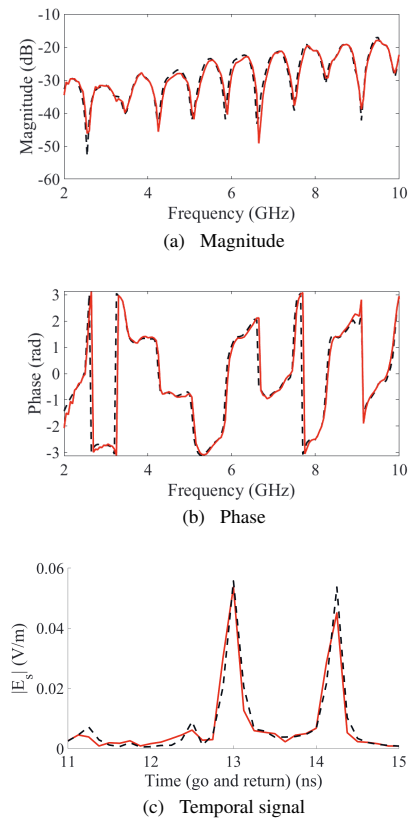 -10
-20
-30
-40
-50
-60
Magnitude (dB)
2 4 6 8 10
Frequency (GHz)
(a) Magnitude
3
2
1
0
-1
-2
-3
Phase (rad)
2 4 6 8 10
Frequency (GHz)
(b) Phase
0.06
0.04
0.02
0
|E_s| (V/m)
11 12 13 14 15
Time (go and return) (ns)
(c) Temporal signal